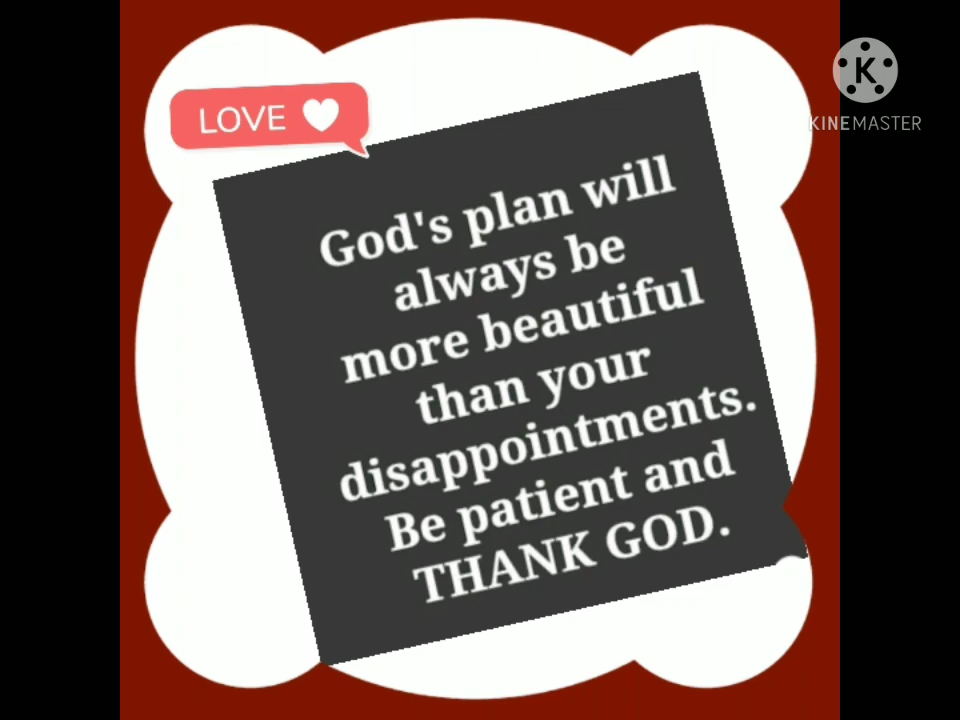 LOVE
KINEMASTER
God's plan will
always be
more beautiful
than your
disappointments.
Be patient and
THANK GOD.